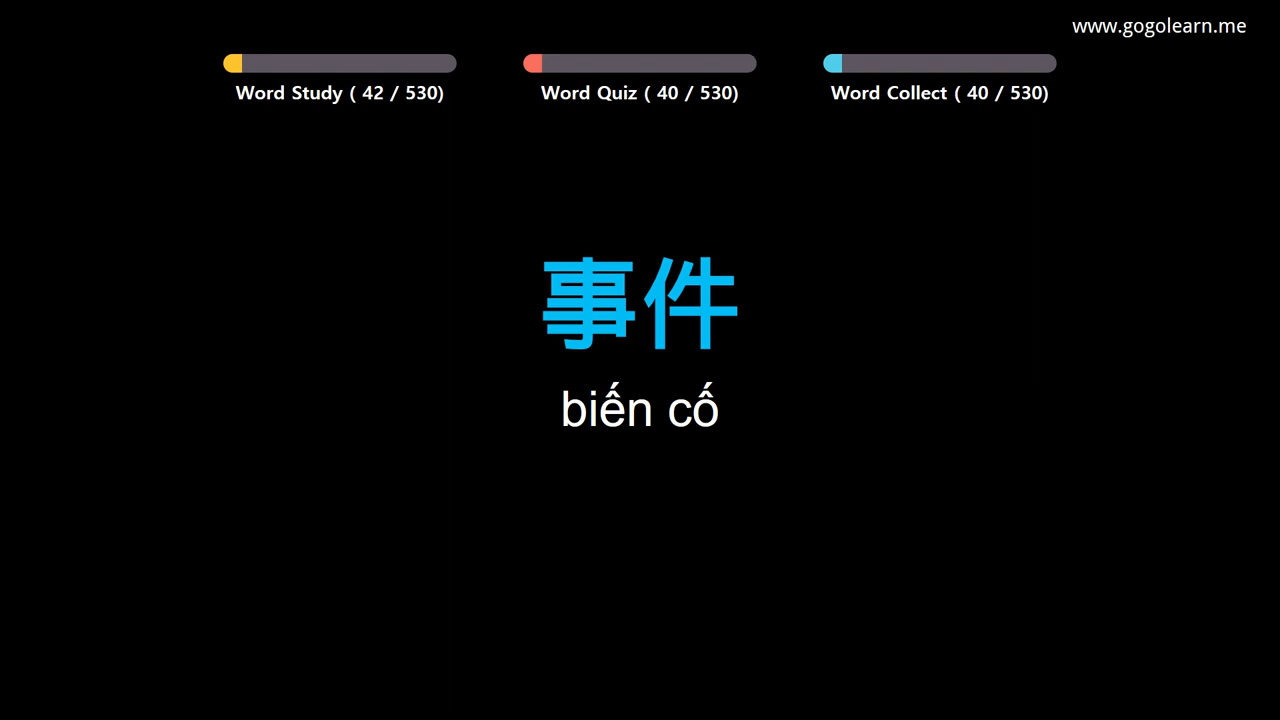 www.gogolearn.me
Word Study ( 42 / 530)
Word Quiz ( 40 / 530)
Word Collect ( 40 / 530)
事件
biến cố